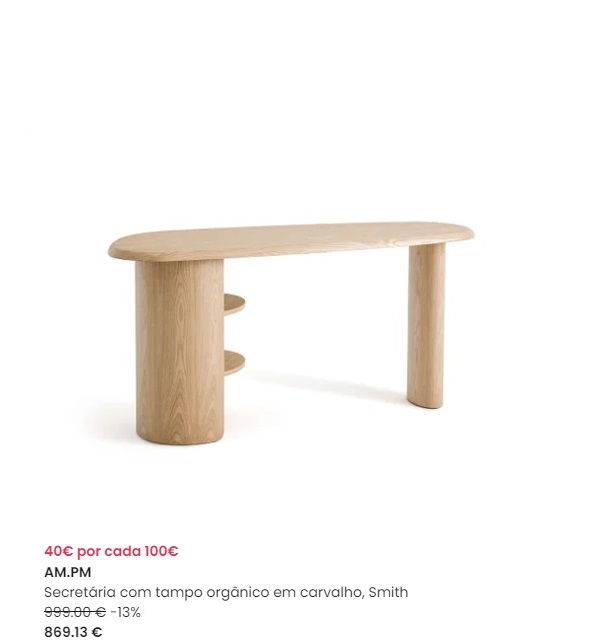 40€ por cada 100€
AM.PM
Secretária com tampo orgânico em carvalho, Smith
999.00 € -13%
869.13 €